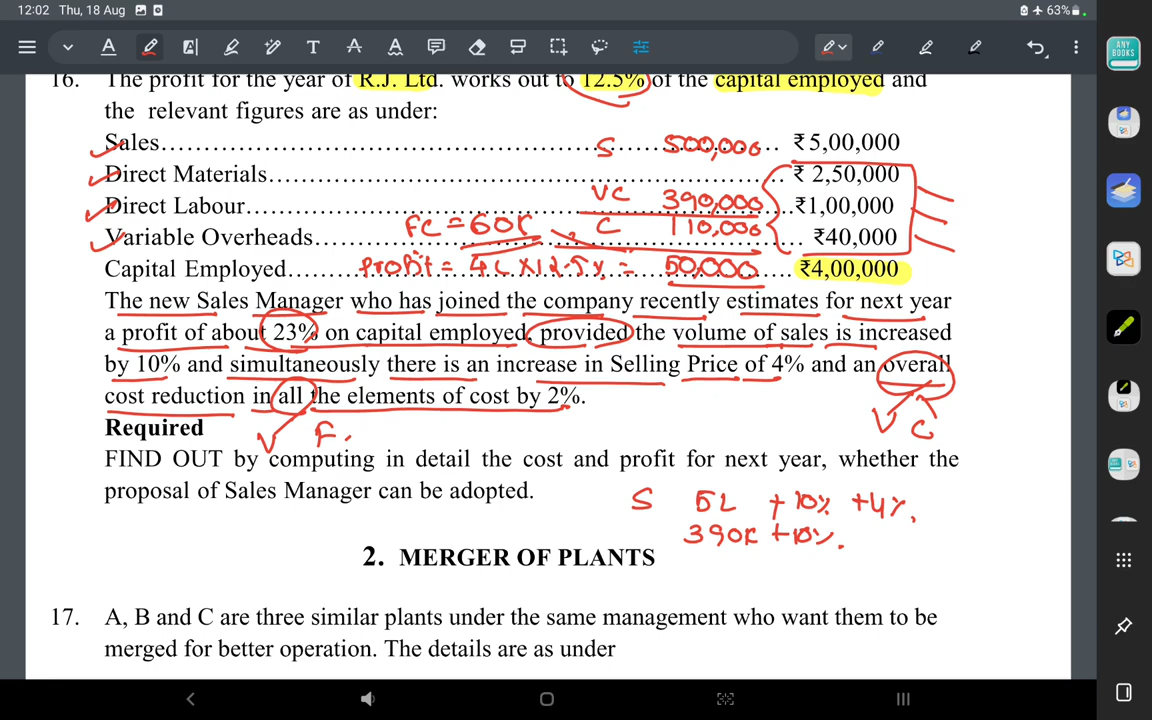 12:02 Thu, 18 Aug 63%
ANY BOOKS
16. The profit for the year of R.J. Ltd. works out to 12.5% of the capital employed and
the relevant figures are as under:
Sales S 500,000 ₹ 5,00,000
Direct Materials ₹ 2,50,000
VC 390,000
Direct Labour ₹1,00,000
FC = 60K C 110,000
Variable Overheads ₹40,000
Capital Employed Profit = 4L × 12.5% = 50,000 ₹4,00,000
The new Sales Manager who has joined the company recently estimates for next year
a profit of about 23% on capital employed, provided the volume of sales is increased
by 10% and simultaneously there is an increase in Selling Price of 4% and an overall
cost reduction in all the elements of cost by 2%.
Required
V F. V C
FIND OUT by computing in detail the cost and profit for next year, whether the
proposal of Sales Manager can be adopted.
S 5L +10% +4%.
390K +10%.
2. MERGER OF PLANTS
17. A, B and C are three similar plants under the same management who want them to be
merged for better operation. The details are as under